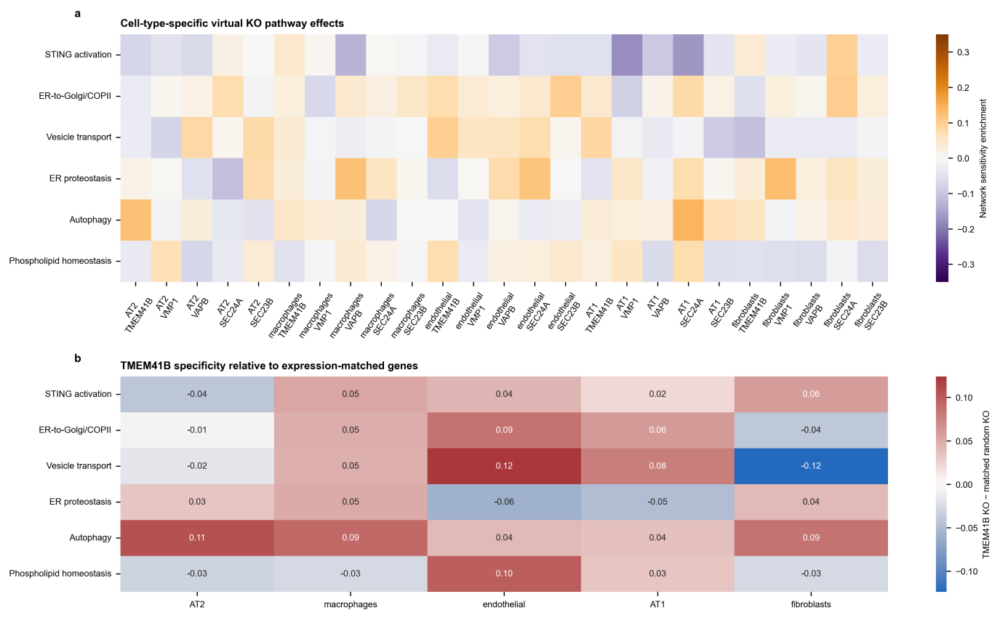 a
Cell-type-specific virtual KO pathway effects
STING activation
ER-to-Golgi/COPII
Vesicle transport
ER proteostasis
Autophagy
Phospholipid homeostasis
AT2
TMEM41B
AT2
VMP1
AT2
VAPB
AT2
SEC24A
AT2
SEC23B
macrophages
TMEM41B
macrophages
VMP1
macrophages
VAPB
macrophages
SEC24A
macrophages
SEC23B
endothelial
TMEM41B
endothelial
VMP1
endothelial
VAPB
endothelial
SEC24A
endothelial
SEC23B
AT1
TMEM41B
AT1
VMP1
AT1
VAPB
AT1
SEC24A
AT1
SEC23B
fibroblasts
TMEM41B
fibroblasts
VMP1
fibroblasts
VAPB
fibroblasts
SEC24A
fibroblasts
SEC23B
0.3
0.2
0.1
0.0
−0.1
−0.2
−0.3
Network sensitivity enrichment
b
TMEM41B specificity relative to expression-matched genes
STING activation -0.04 0.05 0.04 0.02 0.06
ER-to-Golgi/COPII -0.01 0.05 0.09 0.06 -0.04
Vesicle transport -0.02 0.05 0.12 0.08 -0.12
ER proteostasis 0.03 0.05 -0.06 -0.05 0.04
Autophagy 0.11 0.09 0.04 0.04 0.09
Phospholipid homeostasis -0.03 -0.03 0.10 0.03 -0.03
AT2 macrophages endothelial AT1 fibroblasts
0.10
0.05
0.00
−0.05
−0.10
TMEM41B KO − matched random KO